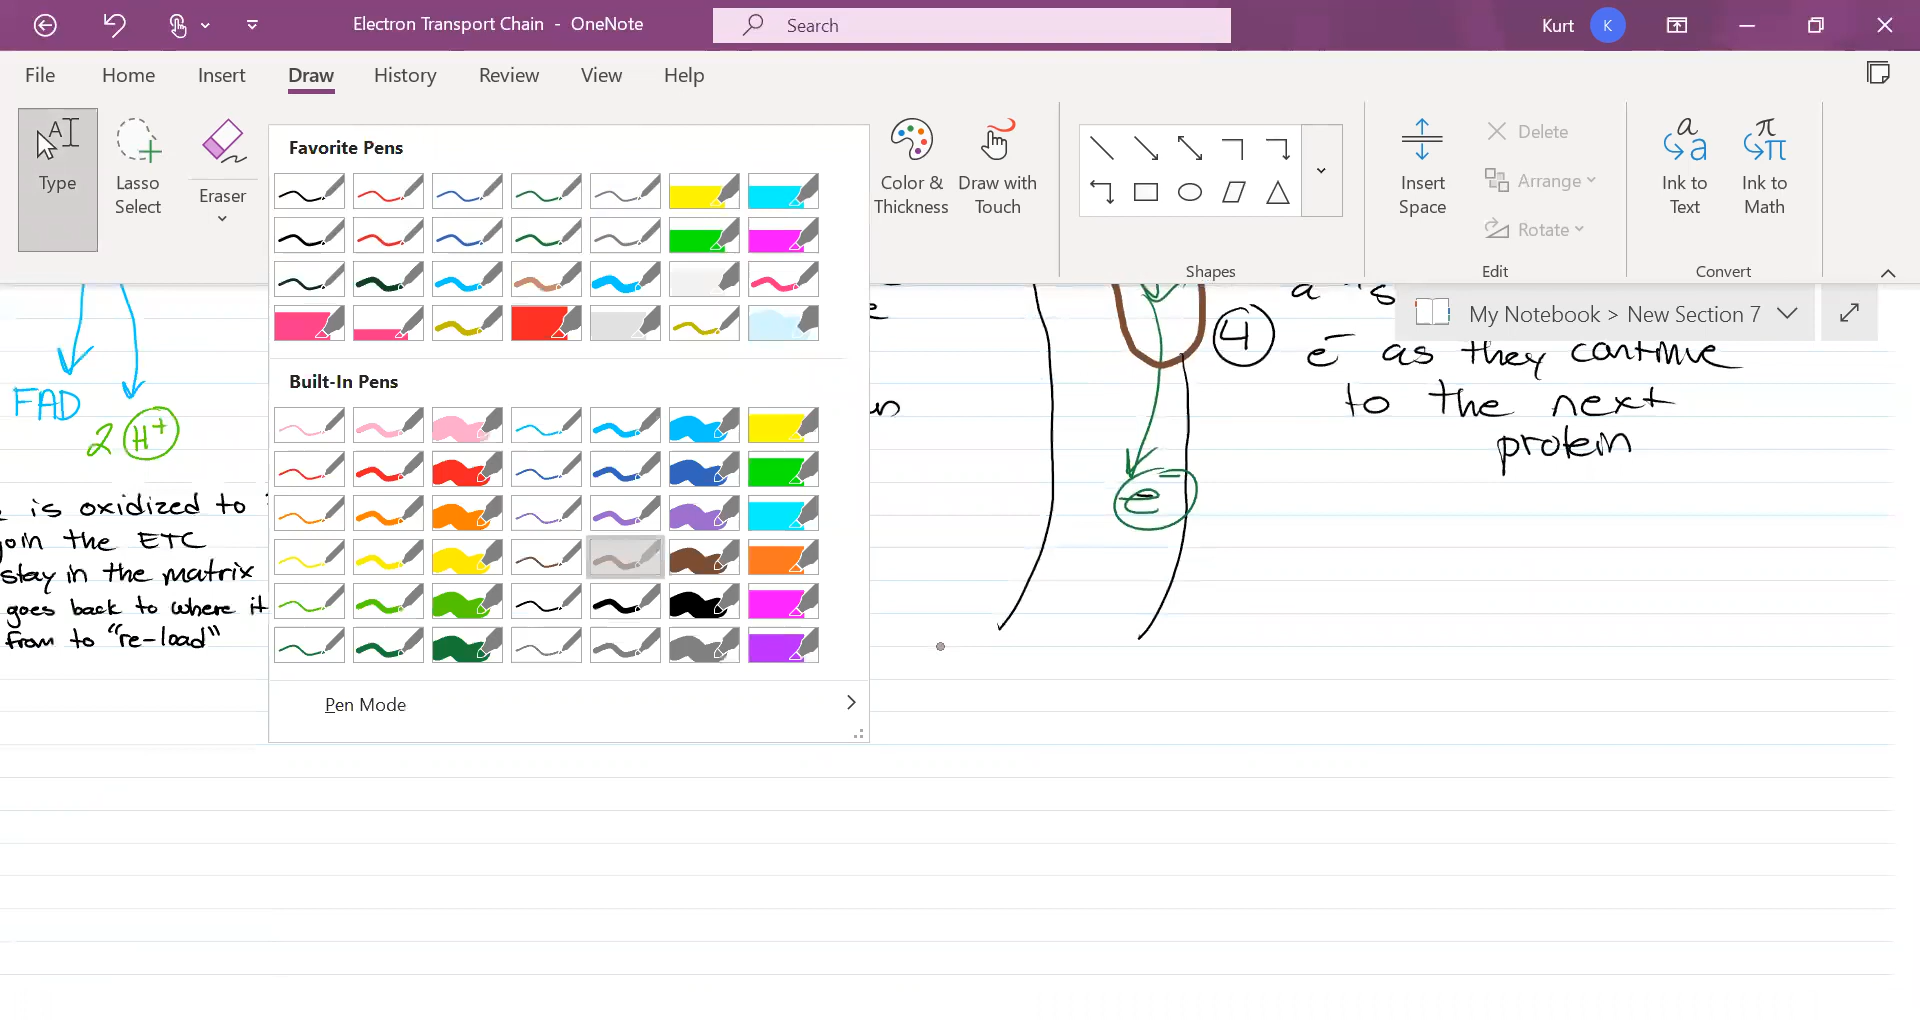 Electron Transport Chain - OneNote
Search
Kurt
K
File
Home
Insert
Draw
History
Review
View
Help
Type
Lasso
Select
Eraser
Favorite Pens
Built-In Pens
Pen Mode
Color &
Thickness
Draw with
Touch
Shapes
Insert
Space
Delete
Arrange
Rotate
Edit
Ink to
Text
Ink to
Math
Convert
My Notebook > New Section 7
FAD
2 H+
is oxidized to
join the ETC
stay in the matrix
goes back to where it
from to "re-load"
e-
4
a is
e- as they continue
to the next
protein